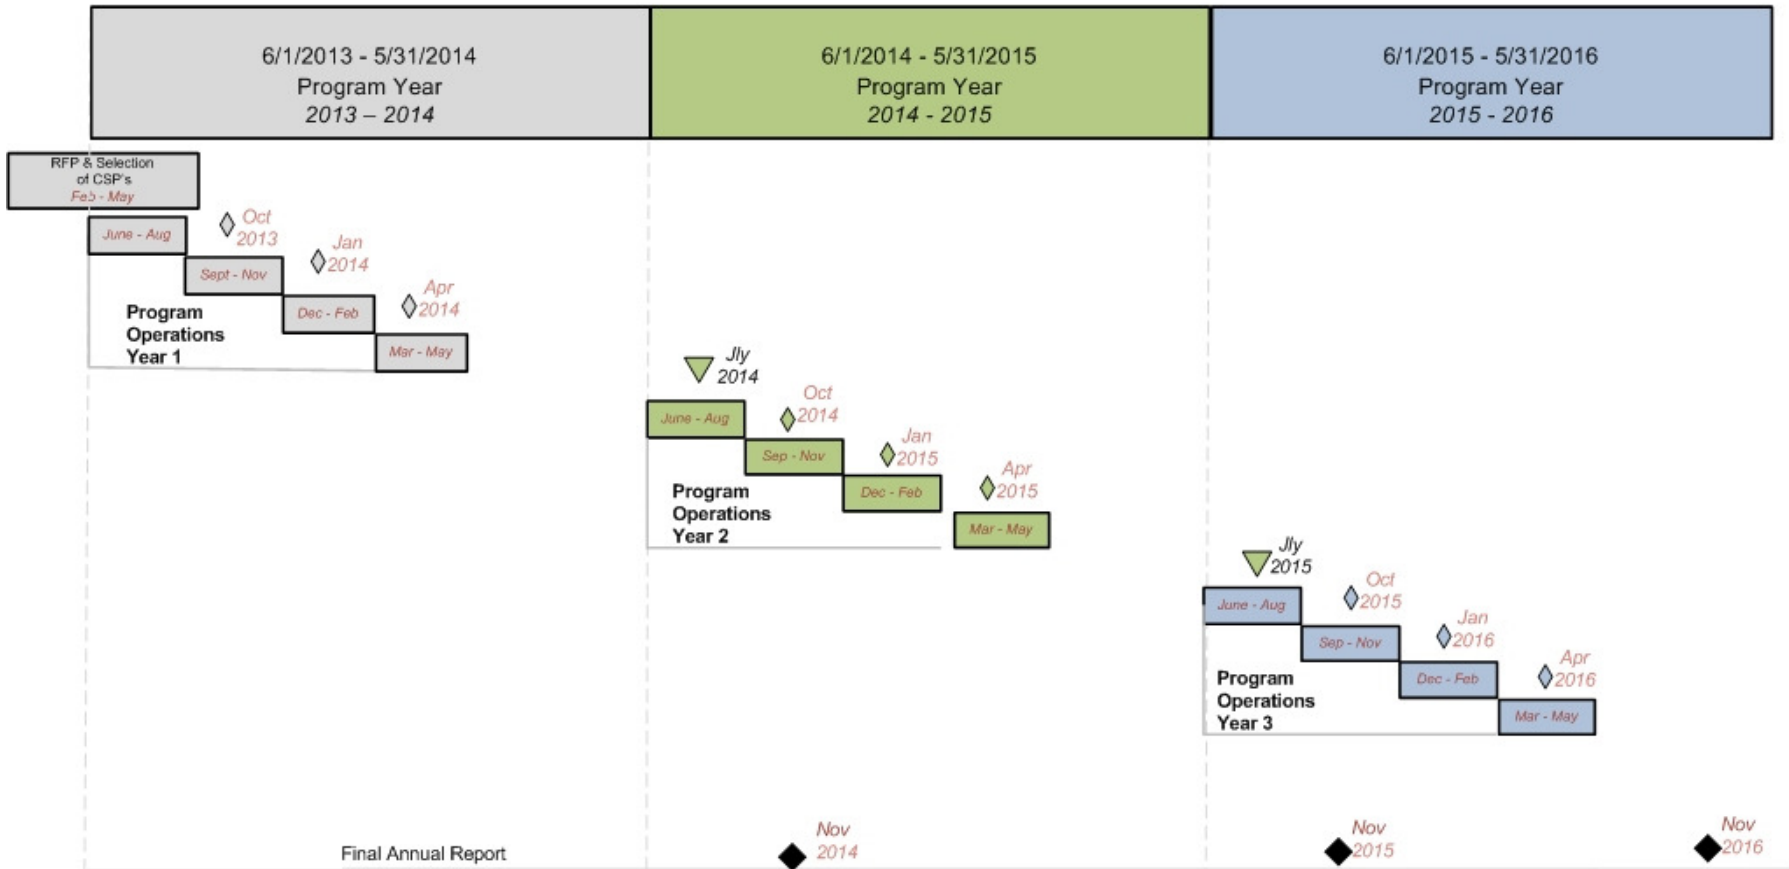 6/1/2013 - 5/31/2014
Program Year
2013 – 2014
6/1/2014 - 5/31/2015
Program Year
2014 - 2015
6/1/2015 - 5/31/2016
Program Year
2015 - 2016
RFP & Selection
of CSP's
Feb - May
June - Aug
Oct
2013
Sept - Nov
Jan
2014
Dec - Feb
Apr
2014
Mar - May
Program
Operations
Year 1
Jly
2014
June - Aug
Oct
2014
Sep - Nov
Jan
2015
Dec - Feb
Apr
2015
Mar - May
Program
Operations
Year 2
Jly
2015
June - Aug
Oct
2015
Sep - Nov
Jan
2016
Dec - Feb
Apr
2016
Mar - May
Program
Operations
Year 3
Final Annual Report
Nov
2014
Nov
2015
Nov
2016